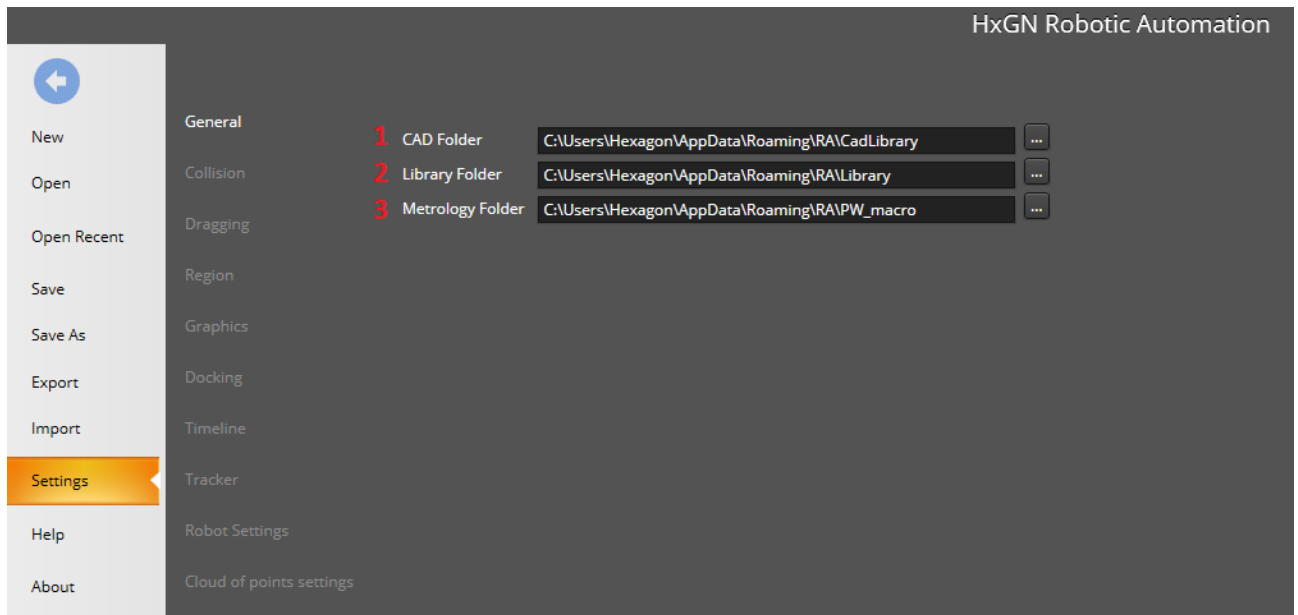 HxGN Robotic Automation
New
Open
Open Recent
Save
Save As
Export
Import
Settings
Help
About
General
Collision
Dragging
Region
Graphics
Docking
Timeline
Tracker
Robot Settings
Cloud of points settings
1 CAD Folder C:\Users\Hexagon\AppData\Roaming\RA\CadLibrary ...
2 Library Folder C:\Users\Hexagon\AppData\Roaming\RA\Library ...
3 Metrology Folder C:\Users\Hexagon\AppData\Roaming\RA\PW_macro ...